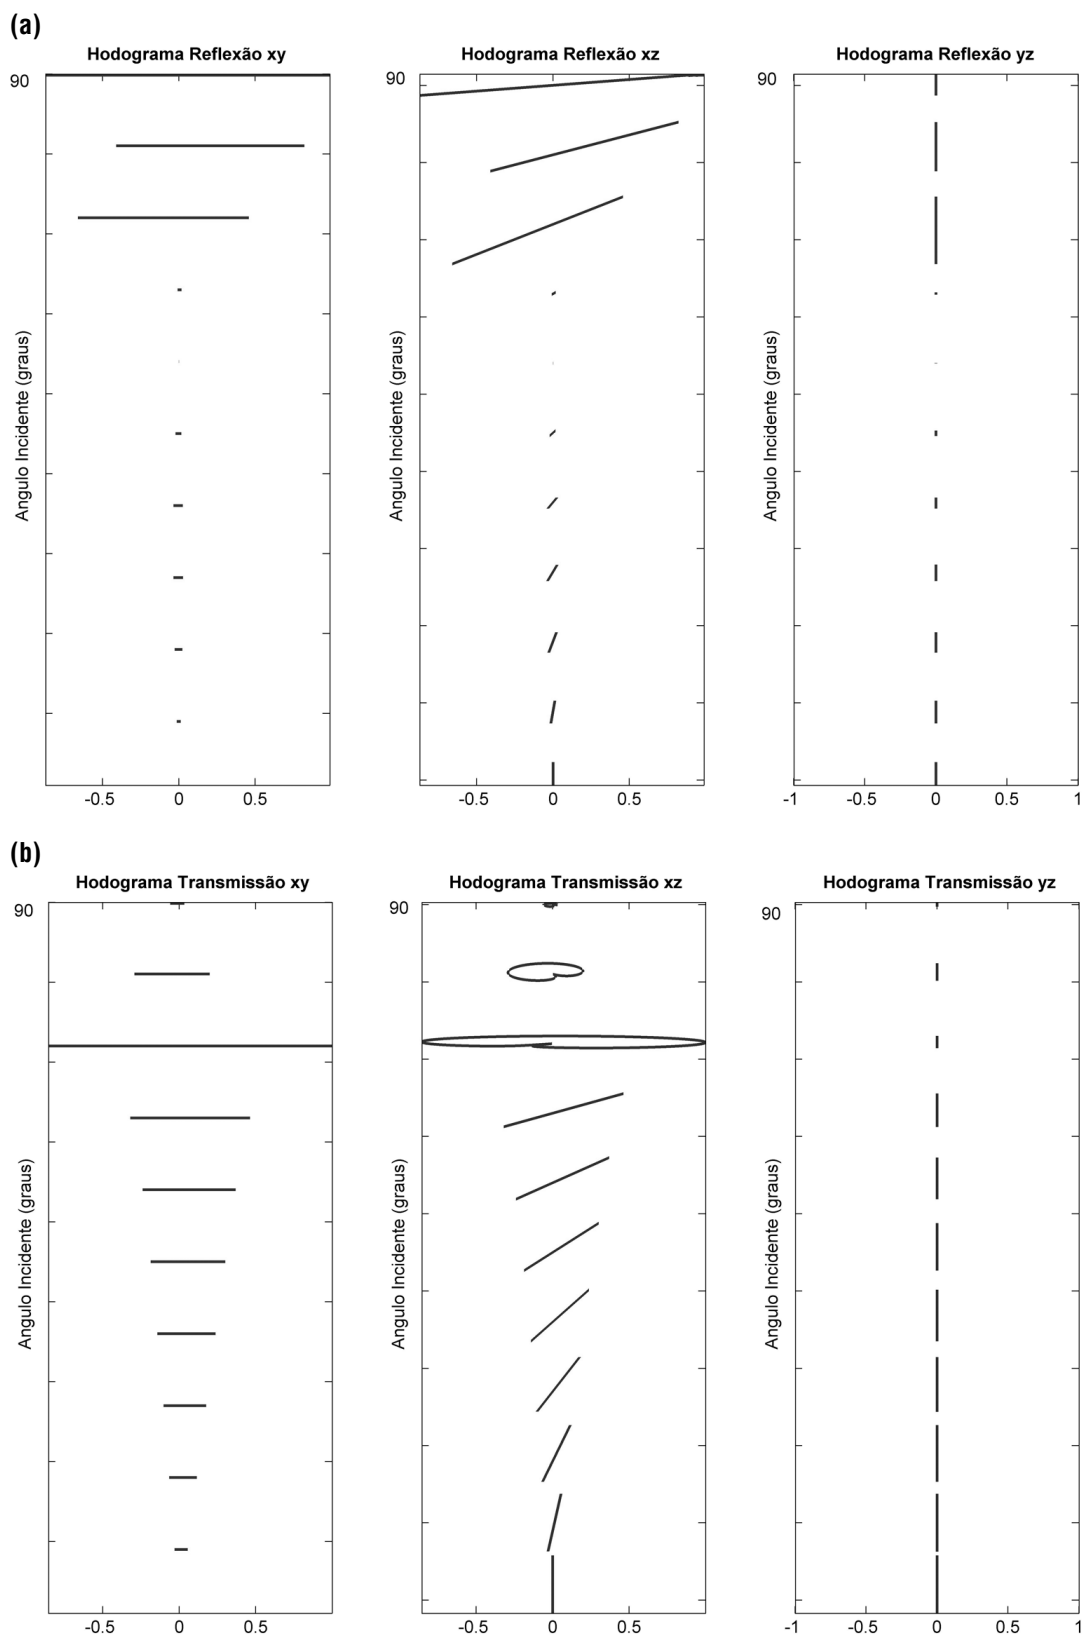 (a)
Hodograma Reflexão xy
Hodograma Reflexão xz
Hodograma Reflexão yz
90
90
90
Angulo Incidente (graus)
Angulo Incidente (graus)
Angulo Incidente (graus)
-0.5 0 0.5
-0.5 0 0.5
-1 -0.5 0 0.5 1
(b)
Hodograma Transmissão xy
Hodograma Transmissão xz
Hodograma Transmissão yz
90
90
90
Angulo Incidente (graus)
Angulo Incidente (graus)
Angulo Incidente (graus)
-0.5 0 0.5
-0.5 0 0.5
-1 -0.5 0 0.5 1